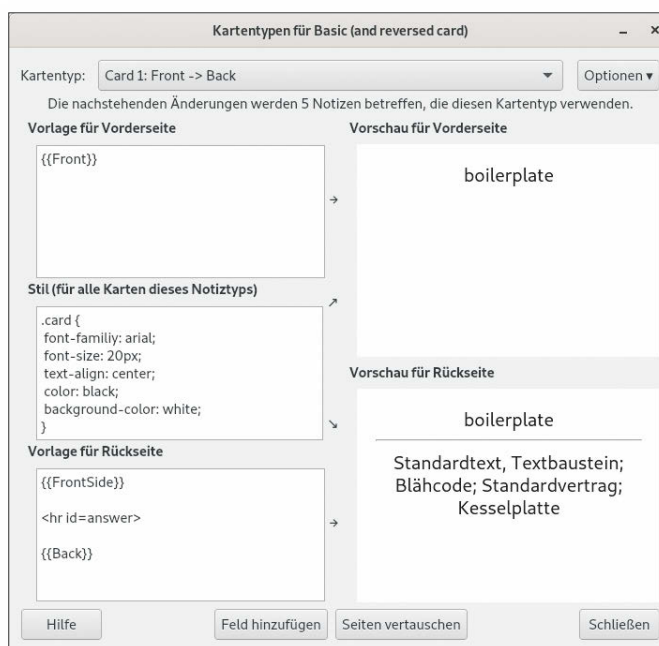 Kartentypen für Basic (and reversed card)
Kartentyp: Card 1: Front -> Back Optionen ▾
Die nachstehenden Änderungen werden 5 Notizen betreffen, die diesen Kartentyp verwenden.
Vorlage für Vorderseite
{{Front}}
Stil (für alle Karten dieses Notiztyps)
.card {
font-familiy: arial;
font-size: 20px;
text-align: center;
color: black;
background-color: white;
}
Vorlage für Rückseite
{{FrontSide}}
<hr id=answer>
{{Back}}
Vorschau für Vorderseite
boilerplate
Vorschau für Rückseite
boilerplate
Standardtext, Textbaustein;
Blähcode; Standardvertrag;
Kesselplatte
Hilfe Feld hinzufügen Seiten vertauschen Schließen